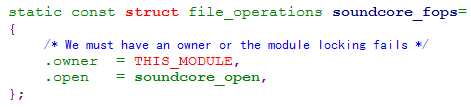 static const struct file_operations soundcore_fops=
{
    /* We must have an owner or the module locking fails */
    .owner  = THIS_MODULE,
    .open   = soundcore_open,
};